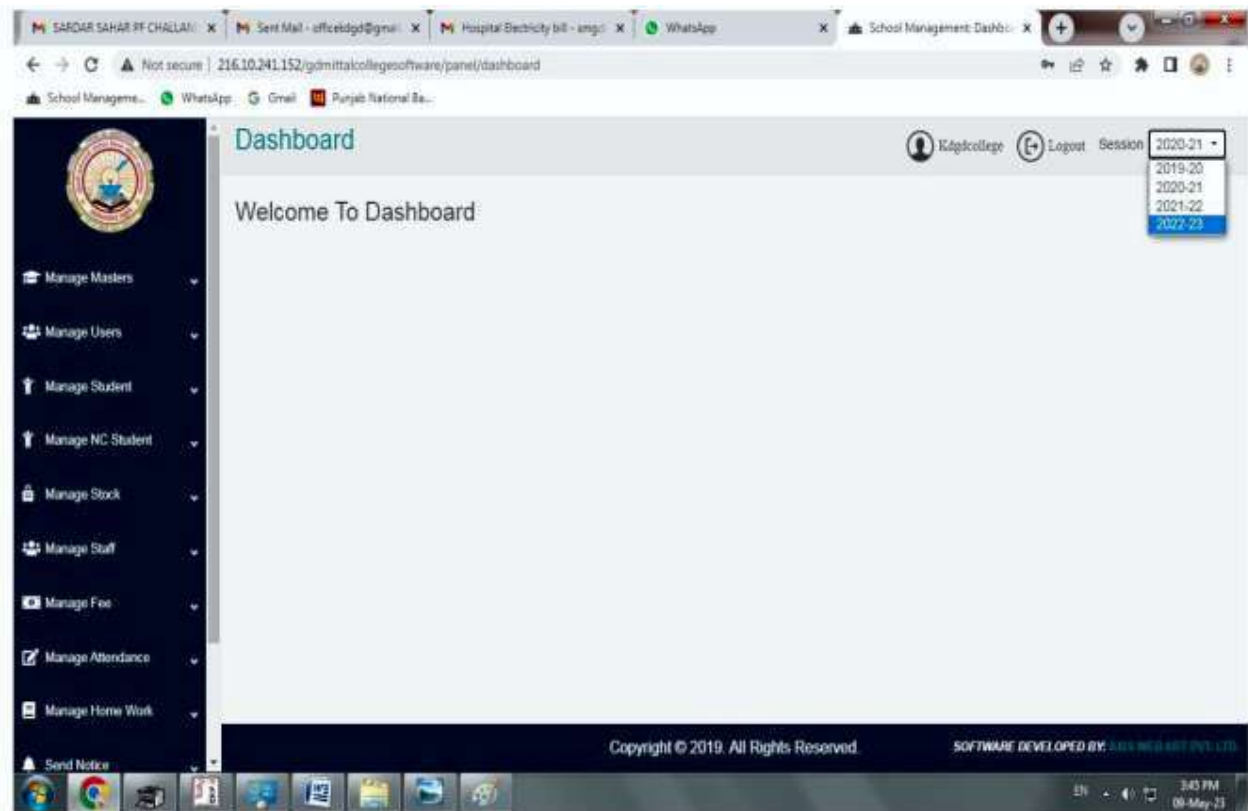 SARDAR SAHAR PF CHALLAN
Sent Mail - officekdgd@gmai
Hospital Electricity bill - omg
WhatsApp
School Management: Dashbo
Not secure | 216.10.241.152/gdmittalcollegesoftware/panel/dashboard
School Manageme...
WhatsApp
Gmail
Punjab National Ba...
Dashboard
Kdgdcollege
Logout
Session
2020-21
2019-20
2020-21
2021-22
2022-23
Welcome To Dashboard
Manage Masters
Manage Users
Manage Student
Manage NC Student
Manage Stock
Manage Staff
Manage Fee
Manage Attendance
Manage Home Work
Send Notice
Copyright © 2019. All Rights Reserved.
SOFTWARE DEVELOPED BY:
EN
3:45 PM
09-May-23